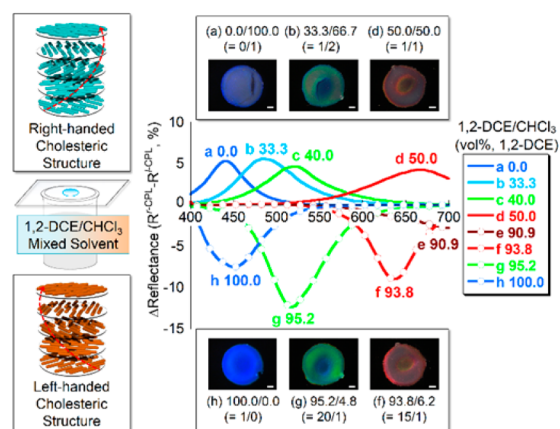 (a) 0.0/100.0 (b) 33.3/66.7 (d) 50.0/50.0
(= 0/1) (= 1/2) (= 1/1)
Right-handed
Cholesteric
Structure
1,2-DCE/CHCl₃
Mixed Solvent
Left-handed
Cholesteric
Structure
ΔReflectance (Rʳ⁻ᶜᴾᴸ-Rˡ⁻ᶜᴾᴸ, %)
10
5
0
-5
-10
-15
400 450 500 550 600 650 700
a 0.0
b 33.3
c 40.0
d 50.0
e 90.9
f 93.8
g 95.2
h 100.0
1,2-DCE/CHCl₃
(vol%, 1,2-DCE)
a 0.0
b 33.3
c 40.0
d 50.0
e 90.9
f 93.8
g 95.2
h 100.0
(h) 100.0/0.0 (g) 95.2/4.8 (f) 93.8/6.2
(= 1/0) (= 20/1) (= 15/1)